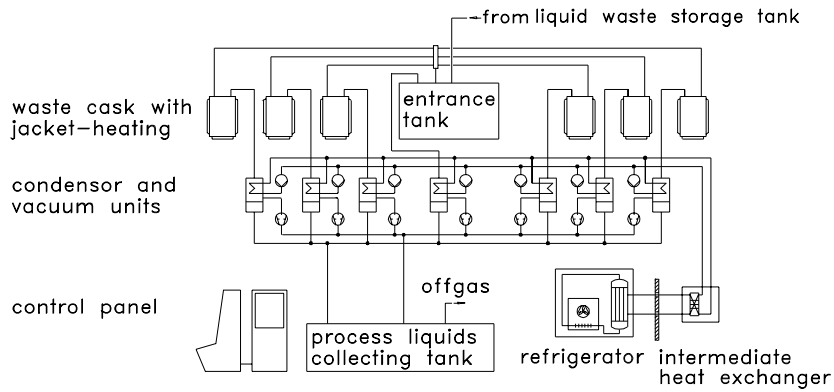 from liquid waste storage tank
waste cask with
jacket-heating
entrance
tank
condensor and
vacuum units
control panel
offgas
process liquids
collecting tank
refrigerator
intermediate
heat exchanger